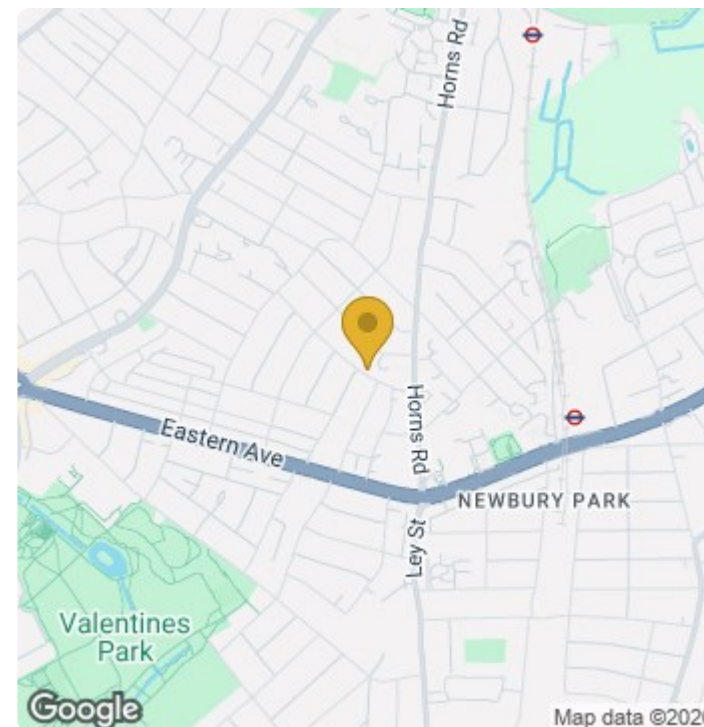 Horns Rd
Horns Rd
Eastern Ave
NEWBURY PARK
Ley St
Valentines
Park
Google
Map data ©202